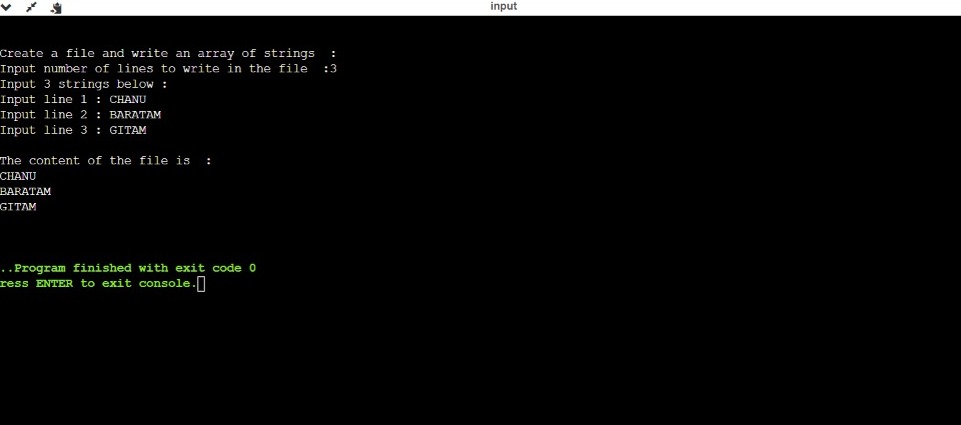 input
Create a file and write an array of strings  :
Input number of lines to write in the file  :3
Input 3 strings below :
Input line 1 : CHANU
Input line 2 : BARATAM
Input line 3 : GITAM
The content of the file is  :
CHANU
BARATAM
GITAM
..Program finished with exit code 0
ress ENTER to exit console.